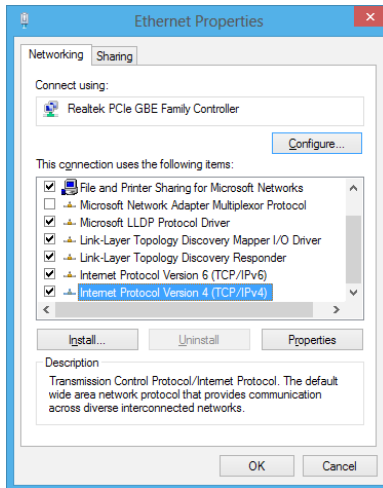 Ethernet Properties
Networking
Sharing
Connect using:
Realtek PCIe GBE Family Controller
Configure...
This connection uses the following items:
File and Printer Sharing for Microsoft Networks
Microsoft Network Adapter Multiplexor Protocol
Microsoft LLDP Protocol Driver
Link-Layer Topology Discovery Mapper I/O Driver
Link-Layer Topology Discovery Responder
Internet Protocol Version 6 (TCP/IPv6)
Internet Protocol Version 4 (TCP/IPv4)
Install...
Uninstall
Properties
Description
Transmission Control Protocol/Internet Protocol. The default
wide area network protocol that provides communication
across diverse interconnected networks.
OK
Cancel